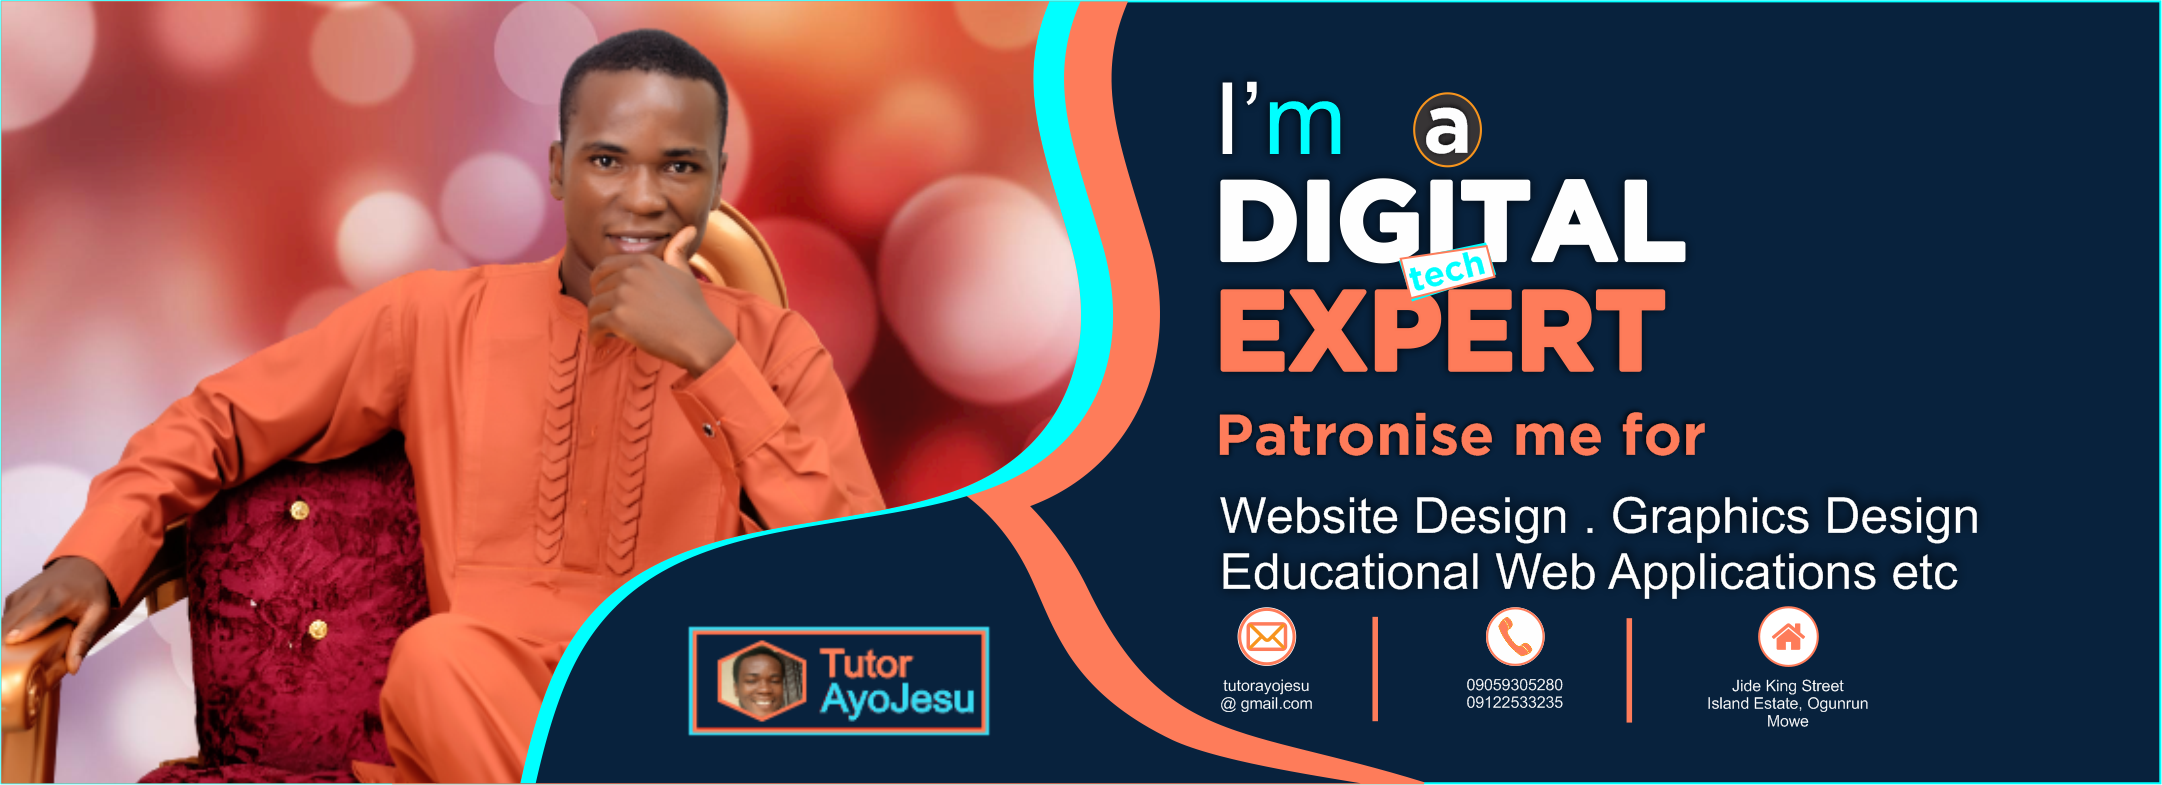 I'm a
DIGITAL
tech
EXPERT
Patronise me for
Website Design . Graphics Design
Educational Web Applications etc
tutorayojesu
@ gmail.com
09059305280
09122533235
Jide King Street
Island Estate, Ogunrun
Mowe
Tutor
AyoJesu